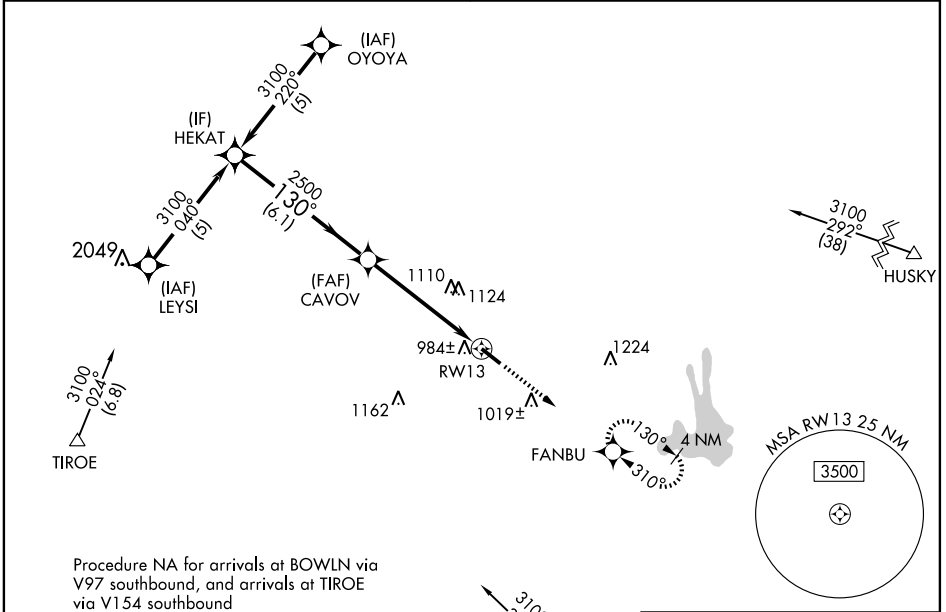 (IAF)
OYOYA
3100
220°
(5)
(IF)
HEKAT
3100
040°
(5)
2500
130°
(6.1)
2049
(IAF)
LEYSI
(FAF)
CAVOV
1110
1124
3100
292°
(38)
HUSKY
984±
RW13
1224
3100
024°
(6.8)
TIROE
1162
1019±
FANBU
130°
4 NM
310°
MSA RW13 25 NM
3500
Procedure NA for arrivals at BOWLN via
V97 southbound, and arrivals at TIROE
via V154 southbound